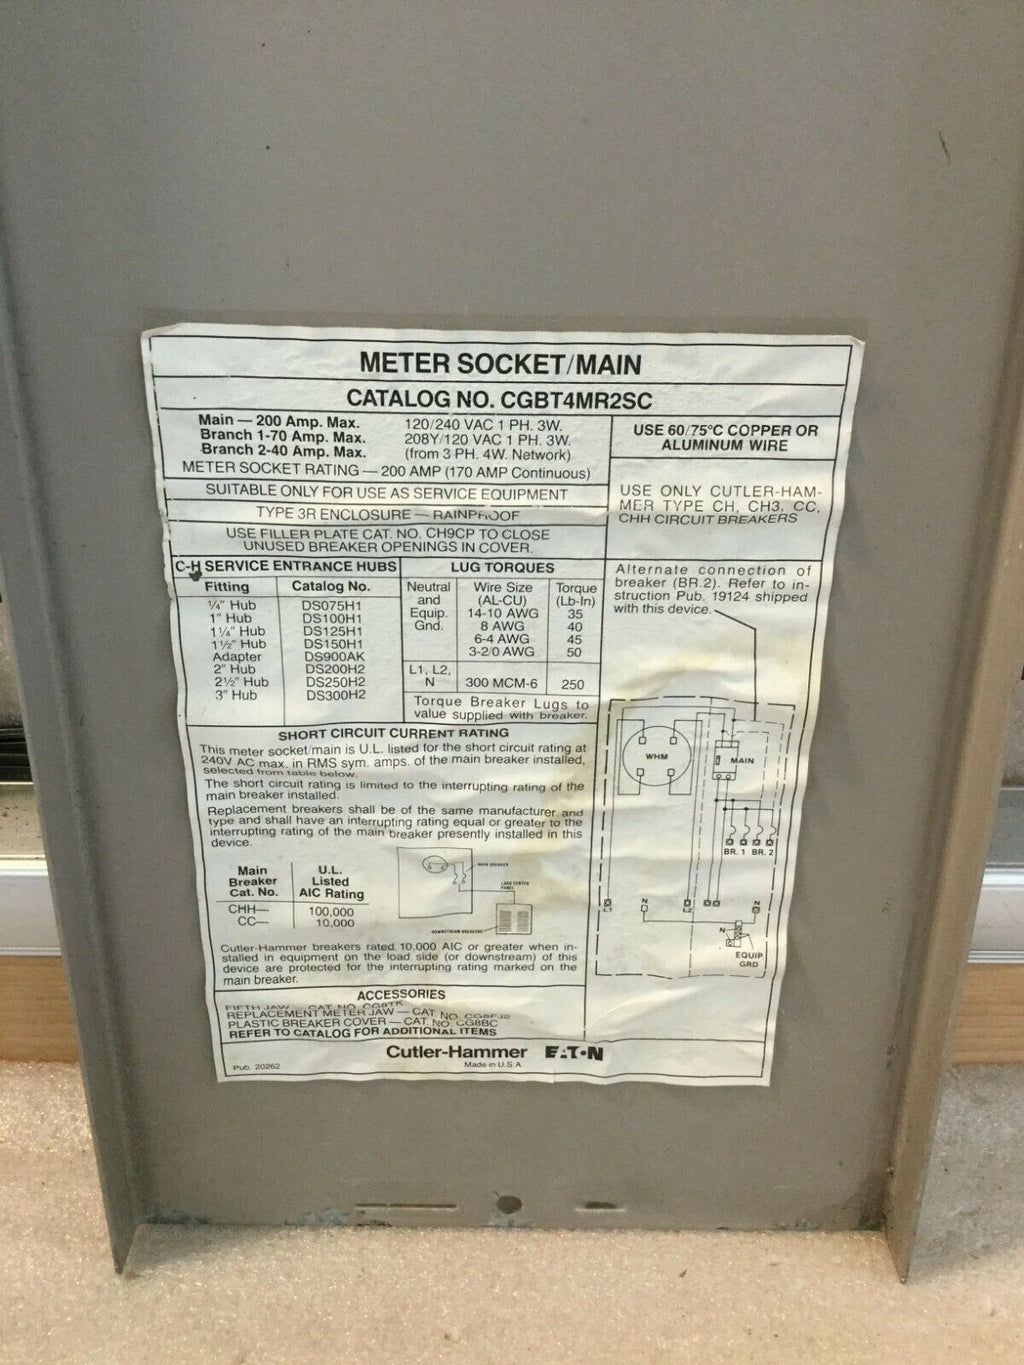 METER SOCKET/MAIN
CATALOG NO. CGBT4MR2SC
Main — 200 Amp. Max.
Branch 1-70 Amp. Max.
Branch 2-40 Amp. Max.
120/240 VAC 1 PH. 3W.
208Y/120 VAC 1 PH. 3W.
(from 3 PH. 4W. Network)
METER SOCKET RATING — 200 AMP (170 AMP Continuous)
SUITABLE ONLY FOR USE AS SERVICE EQUIPMENT
TYPE 3R ENCLOSURE — RAINPROOF
USE FILLER PLATE CAT. NO. CH9CP TO CLOSE
UNUSED BREAKER OPENINGS IN COVER.
USE 60/75°C COPPER OR
ALUMINUM WIRE
USE ONLY CUTLER-HAM-
MER TYPE CH, CH3, CC,
CHH CIRCUIT BREAKERS
C-H SERVICE ENTRANCE HUBS
Fitting Catalog No.
¼" Hub DS075H1
1" Hub DS100H1
1¼" Hub DS125H1
1½" Hub DS150H1
Adapter DS900AK
2" Hub DS200H2
2½" Hub DS250H2
3" Hub DS300H2
LUG TORQUES
Neutral
and
Equip.
Gnd.
Wire Size
(AL-CU)
14-10 AWG
8 AWG
6-4 AWG
3-2/0 AWG
Torque
(Lb-In)
35
40
45
50
L1, L2,
N
300 MCM-6 250
Torque Breaker Lugs to
value supplied with breaker.
Alternate connection of
breaker (BR.2). Refer to in-
struction Pub. 19124 shipped
with this device.
WHM
MAIN
BR. 1 BR. 2
L1 N L2 N
N
EQUIP
GRD
SHORT CIRCUIT CURRENT RATING
This meter socket/main is U.L. listed for the short circuit rating at
240V AC max. in RMS sym. amps. of the main breaker installed,
selected from table below.
The short circuit rating is limited to the interrupting rating of the
main breaker installed.
Replacement breakers shall be of the same manufacturer and
type and shall have an interrupting rating equal or greater to the
interrupting rating of the main breaker presently installed in this
device.
Main
Breaker
Cat. No.
U.L.
Listed
AIC Rating
CHH— 100,000
CC— 10,000
MAIN BREAKER
LOAD CENTER
PANEL
DOWNSTREAM BREAKERS
Cutler-Hammer breakers rated 10,000 AIC or greater when in-
stalled in equipment on the load side (or downstream) of this
device are protected for the interrupting rating marked on the
main breaker.
ACCESSORIES
FIFTH JAW — CAT. NO. CG8TK
REPLACEMENT METER JAW — CAT. NO. CG8FJ2
PLASTIC BREAKER COVER — CAT. NO. CG8BC
REFER TO CATALOG FOR ADDITIONAL ITEMS
Cutler-Hammer EATON
Made in U.S.A
Pub. 20262